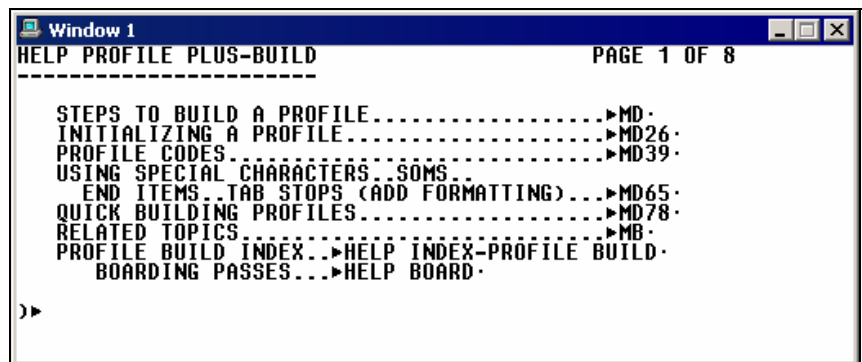 Window 1
HELP PROFILE PLUS-BUILD PAGE 1 OF 8
-----------------------
STEPS TO BUILD A PROFILE..................▶MD·
INITIALIZING A PROFILE....................▶MD26·
PROFILE CODES.............................▶MD39·
USING SPECIAL CHARACTERS..SOMS..
END ITEMS..TAB STOPS (ADD FORMATTING)...▶MD65·
QUICK BUILDING PROFILES...................▶MD78·
RELATED TOPICS............................▶MB·
PROFILE BUILD INDEX..▶HELP INDEX-PROFILE BUILD·
BOARDING PASSES...▶HELP BOARD·
)▶